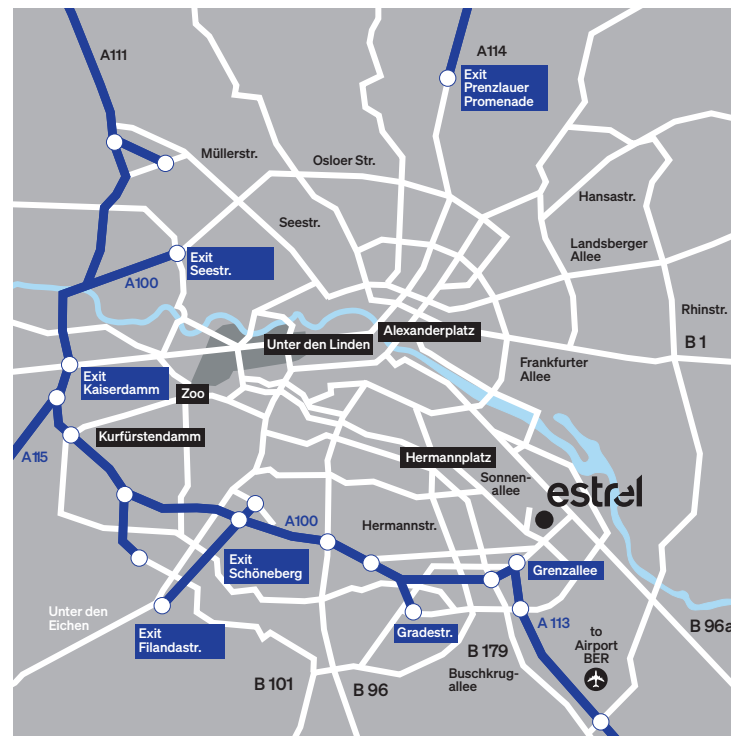 A111
A114
Exit
Prenzlauer
Promenade
Müllerstr.
Osloer Str.
Hansastr.
Seestr.
Landsberger
Allee
Exit
Seestr.
A100
Rhinstr.
Alexanderplatz
B 1
Unter den Linden
Frankfurter
Allee
Exit
Kaiserdamm
Zoo
Kurfürstendamm
A115
Hermannplatz
Sonnen-
allee
estrel
A100
Hermannstr.
Exit
Schöneberg
Grenzallee
Unter den
Eichen
Exit
Filandastr.
Gradestr.
A 113
B 96a
to
Airport
BER
B 179
Buschkrug-
allee
B 101
B 96